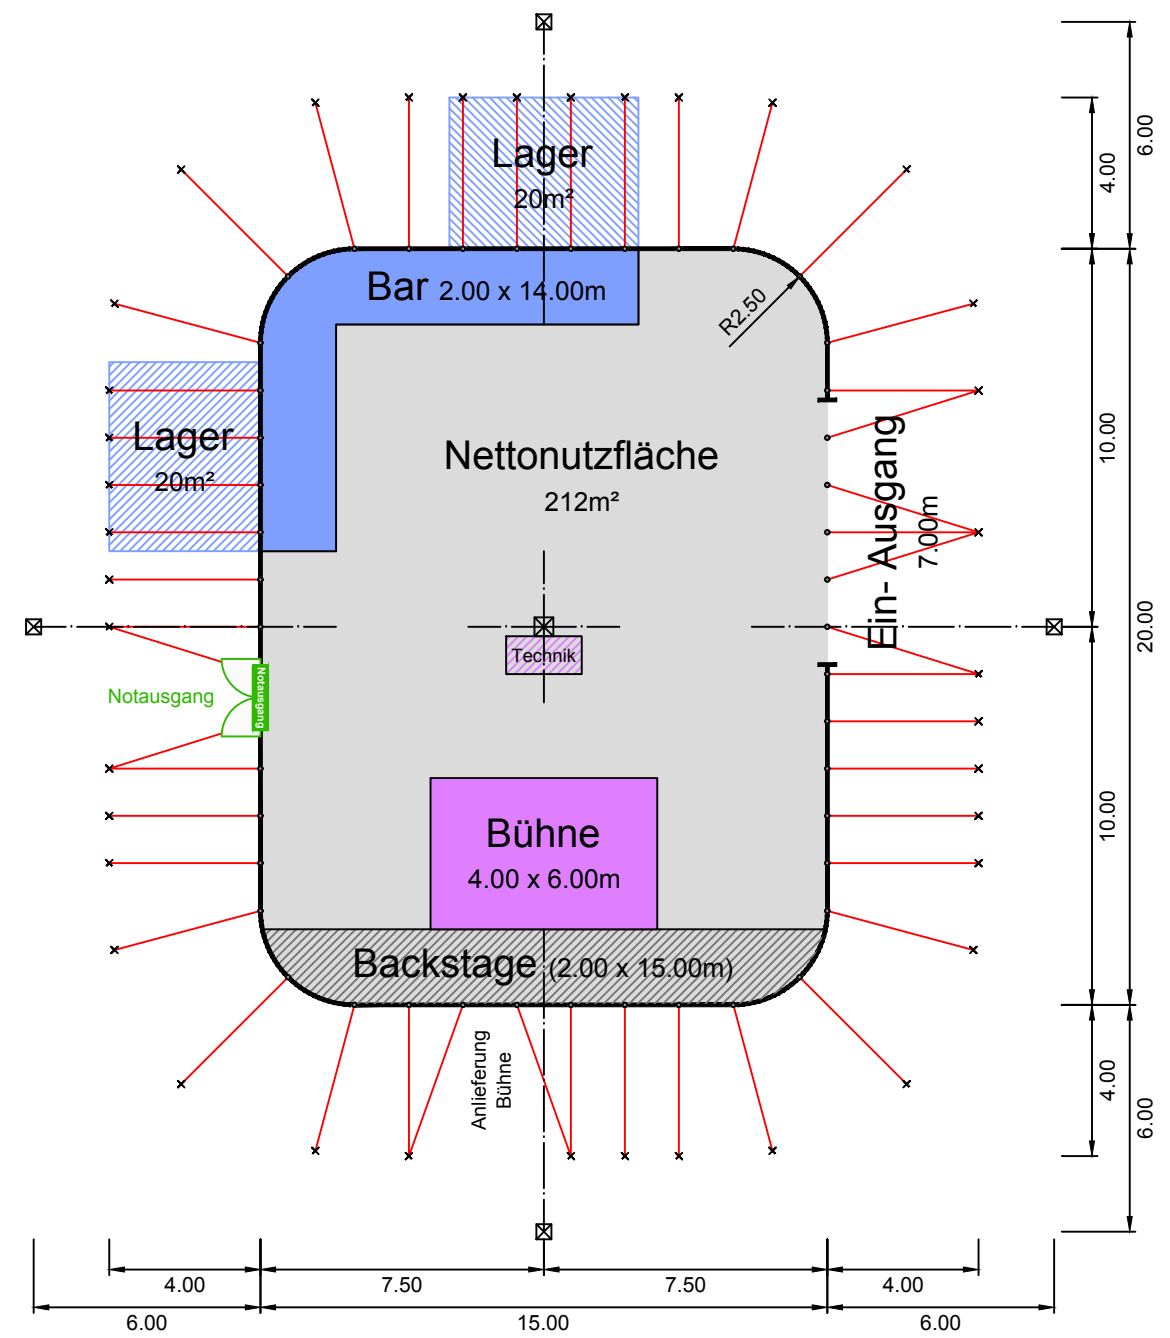 6.00
4.00
Lager
20m²
Bar 2.00 x 14.00m
R2.50
Lager
20m²
Nettonutzfläche
212m²
Ein- Ausgang
7.00m
10.00
20.00
Technik
Notausgang
Notausgang
Bühne
4.00 x 6.00m
10.00
Backstage (2.00 x 15.00m)
Anlieferung
Bühne
4.00
6.00
4.00
7.50
7.50
4.00
6.00
15.00
6.00